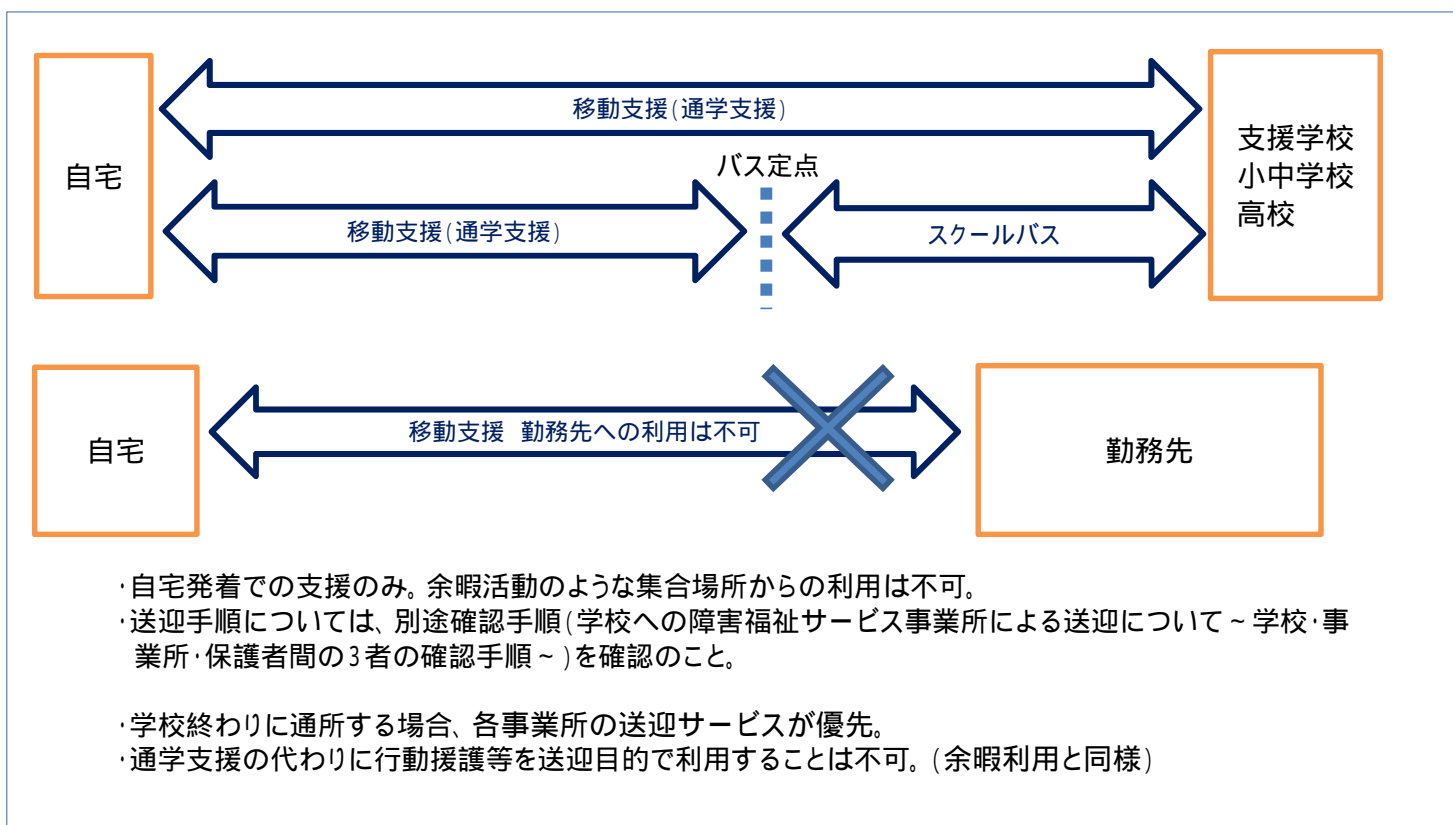 移動支援(通学支援)
自宅
支援学校
小中学校
高校
バス定点
移動支援(通学支援)
スクールバス
自宅
移動支援 勤務先への利用は不可
勤務先
・自宅発着での支援のみ。余暇活動のような集合場所からの利用は不可。
・送迎手順については、別途確認手順(学校への障害福祉サービス事業所による送迎について～学校・事
業所・保護者間の3者の確認手順～)を確認のこと。
・学校終わりに通所する場合、各事業所の送迎サービスが優先。
・通学支援の代わりに行動援護等を送迎目的で利用することは不可。(余暇利用と同様)